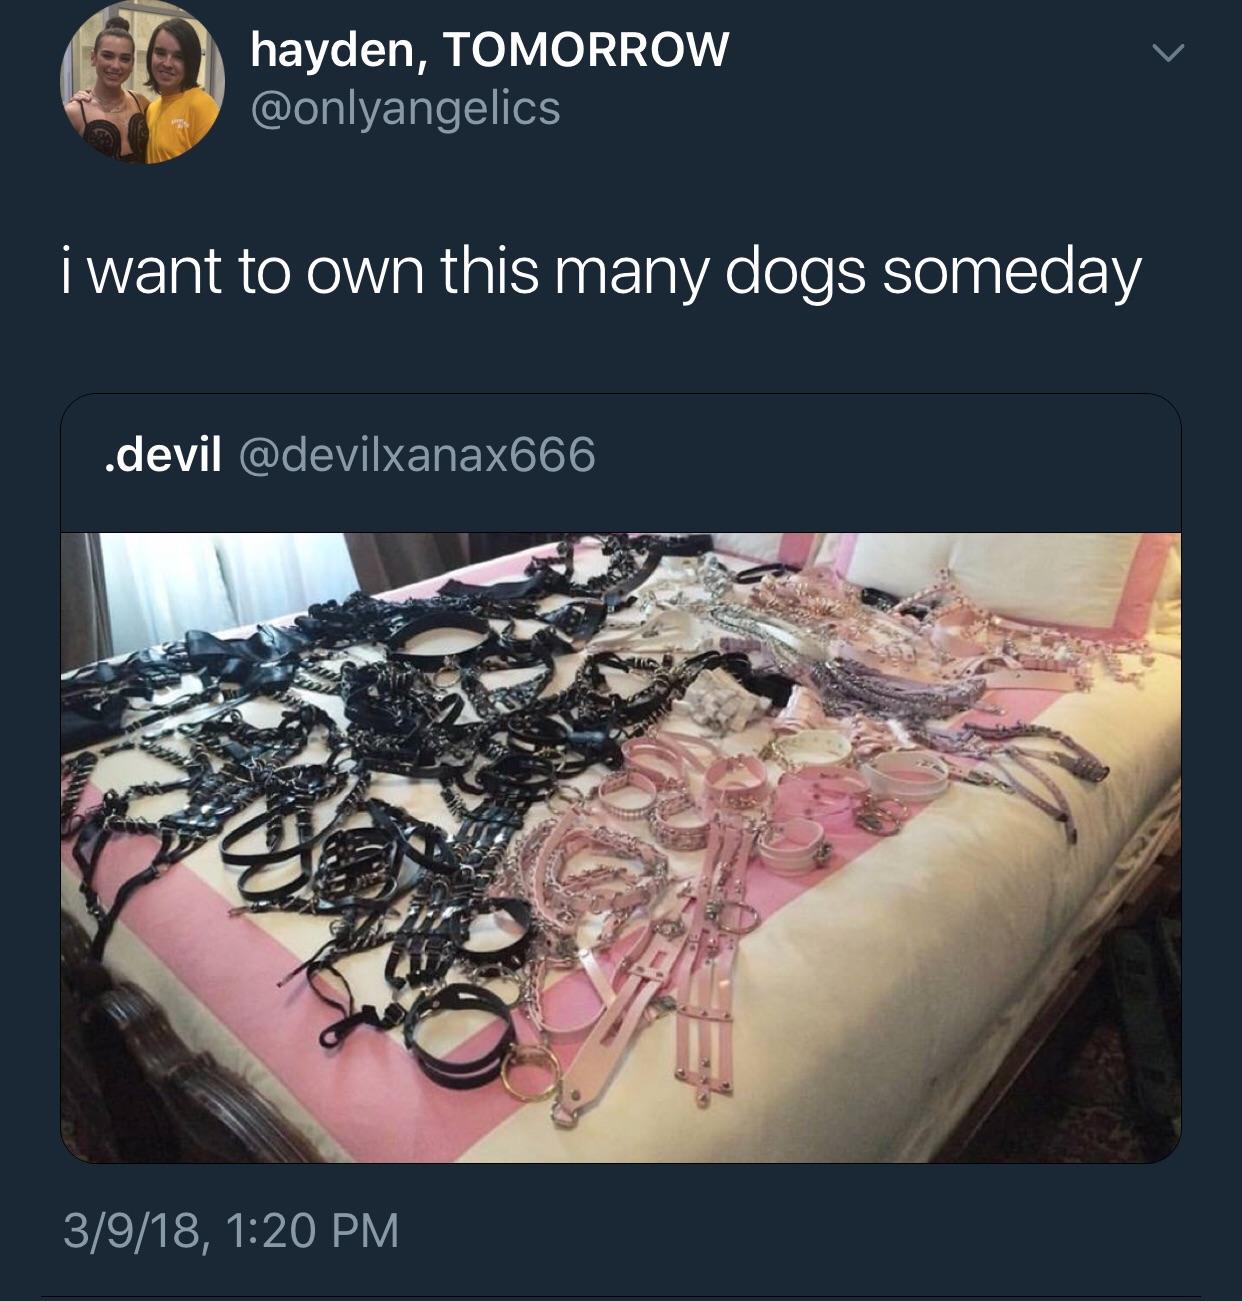 hayden, TOMORROW
@onlyangelics
i want to own this many dogs someday
.devil @devilxanax666
3/9/18, 1:20 PM